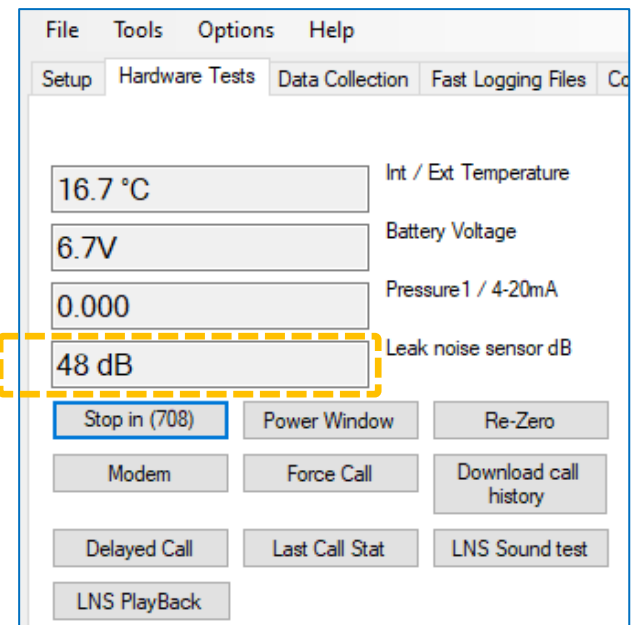 File Tools Options Help
Setup Hardware Tests Data Collection Fast Logging Files Co
16.7 °C Int / Ext Temperature
6.7V Battery Voltage
0.000 Pressure1 / 4-20mA
48 dB Leak noise sensor dB
Stop in (708) Power Window Re-Zero
Modem Force Call Download call
history
Delayed Call Last Call Stat LNS Sound test
LNS PlayBack